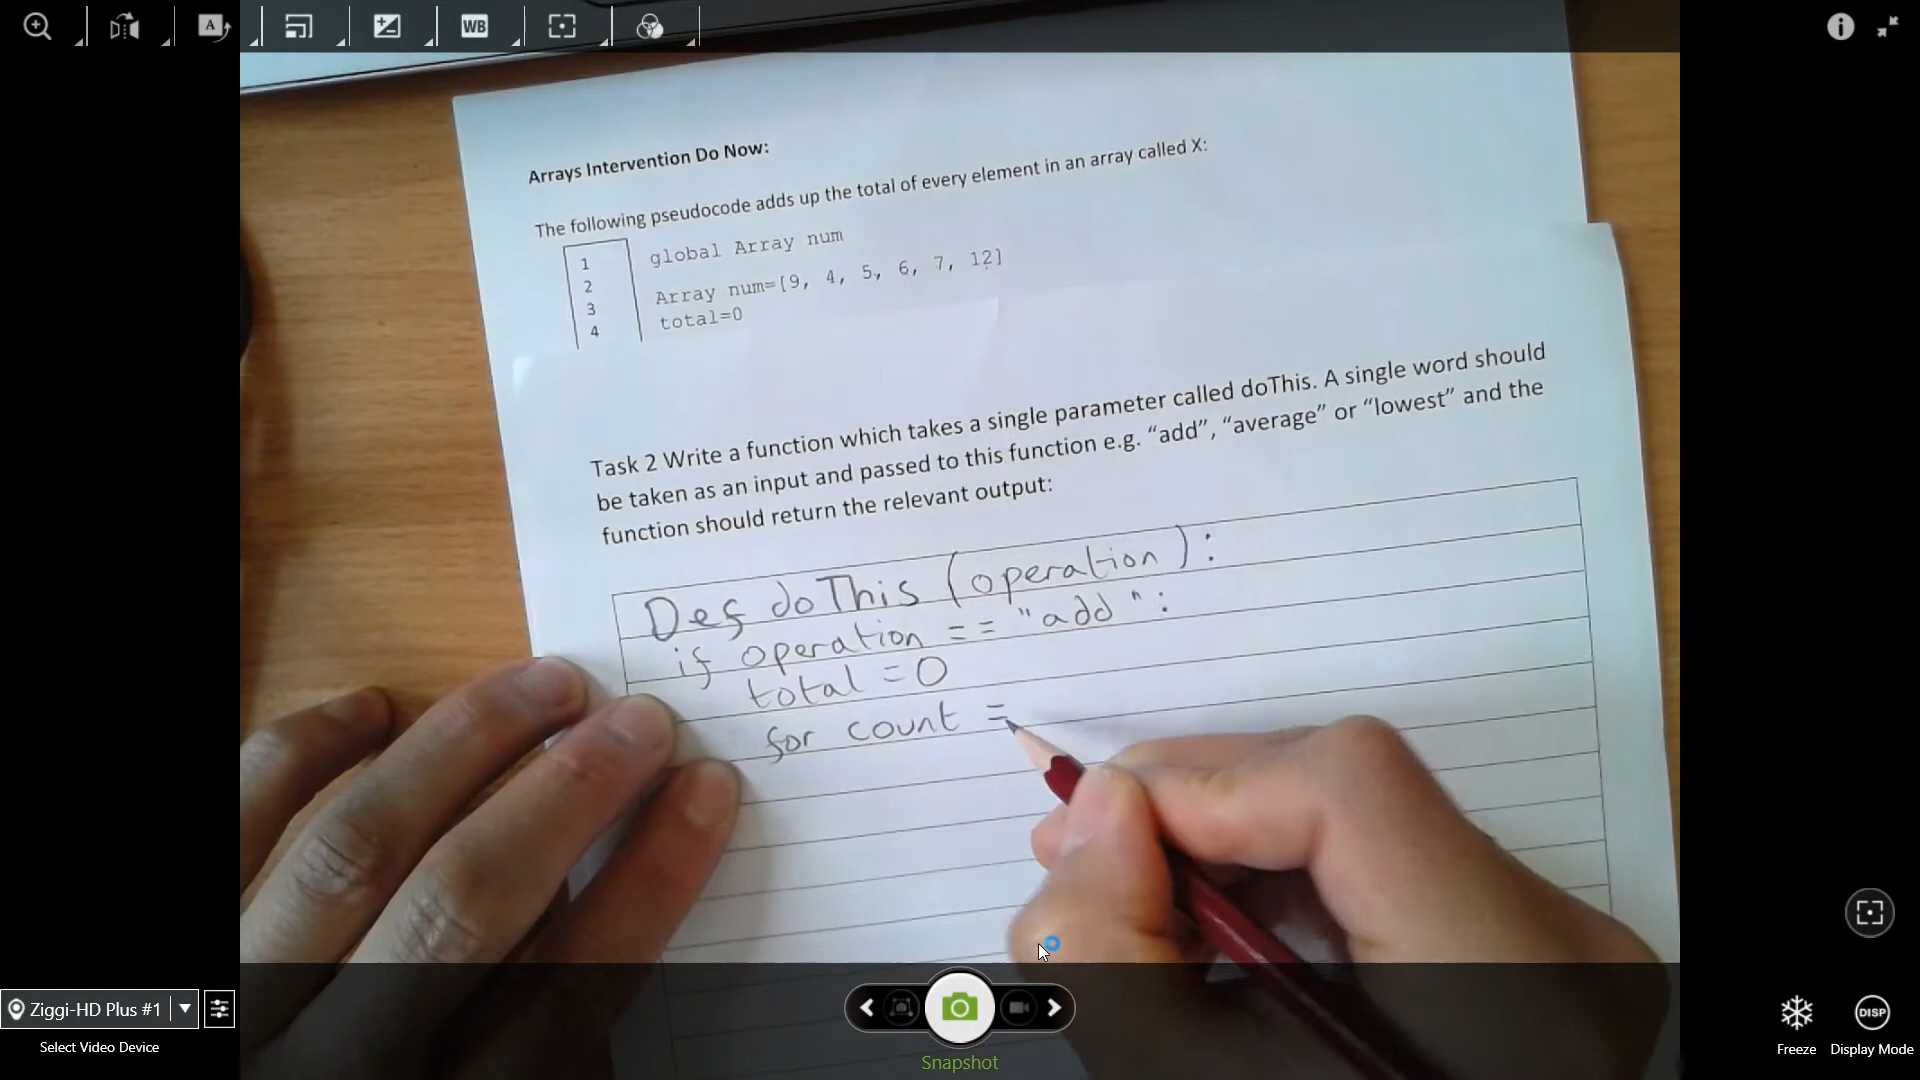 A
WB
Arrays Intervention Do Now:
The following pseudocode adds up the total of every element in an array called X:
1 global Array num
2
3 Array num=[9, 4, 5, 6, 7, 12]
4 total=0
Task 2 Write a function which takes a single parameter called doThis. A single word should
be taken as an input and passed to this function e.g. “add”, “average” or “lowest” and the
function should return the relevant output:
Def doThis (operation):
if operation == "add":
total = 0
for count =
Ziggi-HD Plus #1
Select Video Device
Snapshot
Freeze
DISP
Display Mode